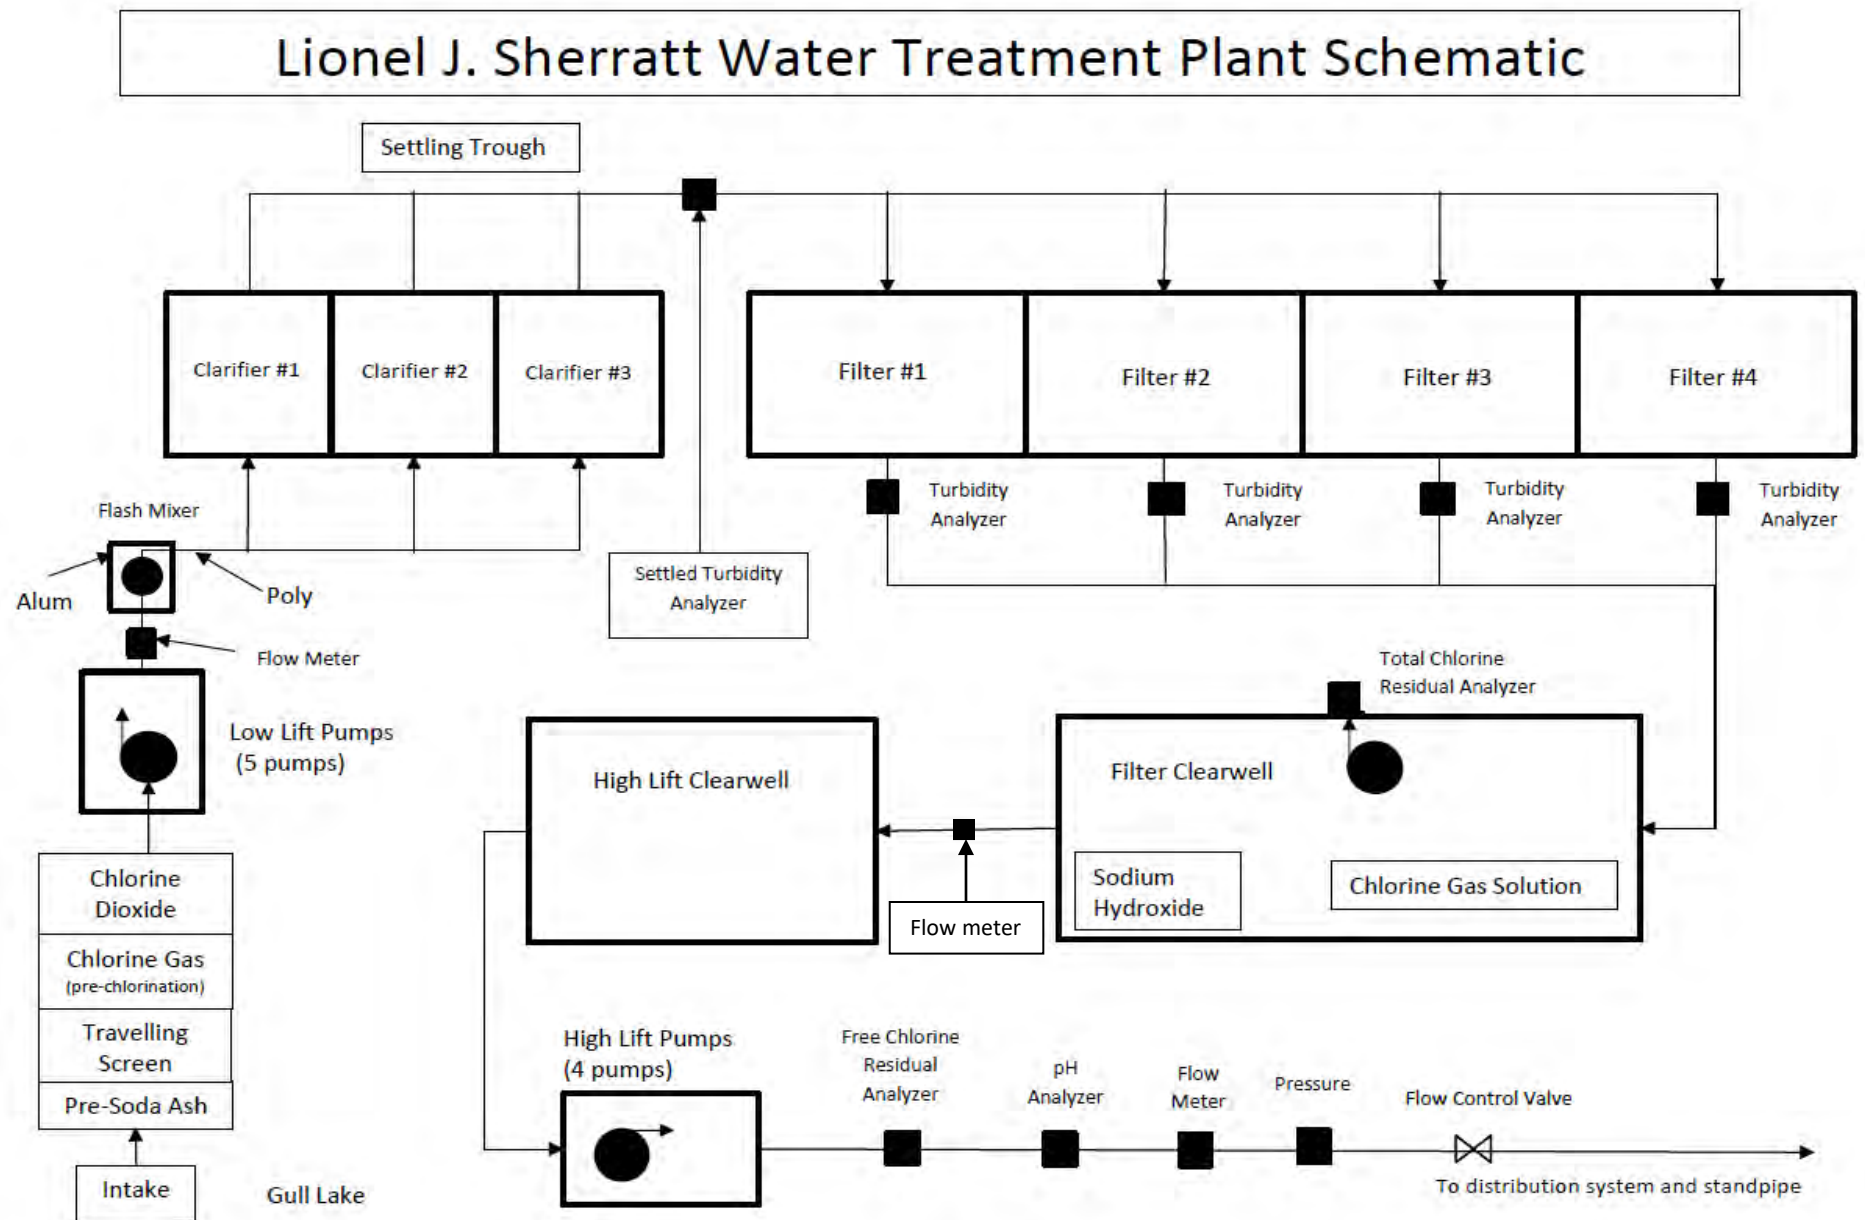 Lionel J. Sherratt Water Treatment Plant Schematic
Settling Trough
Clarifier #1
Clarifier #2
Clarifier #3
Filter #1
Filter #2
Filter #3
Filter #4
Turbidity
Analyzer
Turbidity
Analyzer
Turbidity
Analyzer
Turbidity
Analyzer
Flash Mixer
Alum
Poly
Settled Turbidity
Analyzer
Flow Meter
Low Lift Pumps
(5 pumps)
Total Chlorine
Residual Analyzer
High Lift Clearwell
Filter Clearwell
Sodium
Hydroxide
Chlorine Gas Solution
Flow meter
Chlorine
Dioxide
Chlorine Gas
(pre-chlorination)
Travelling
Screen
Pre-Soda Ash
Intake
Gull Lake
High Lift Pumps
(4 pumps)
Free Chlorine
Residual
Analyzer
pH
Analyzer
Flow
Meter
Pressure
Flow Control Valve
To distribution system and standpipe